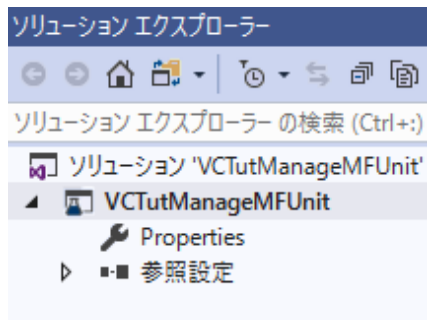 ソリューション エクスプローラー
ソリューション エクスプローラー の検索 (Ctrl+:)
ソリューション 'VCTutManageMFUnit'
VCTutManageMFUnit
Properties
参照設定